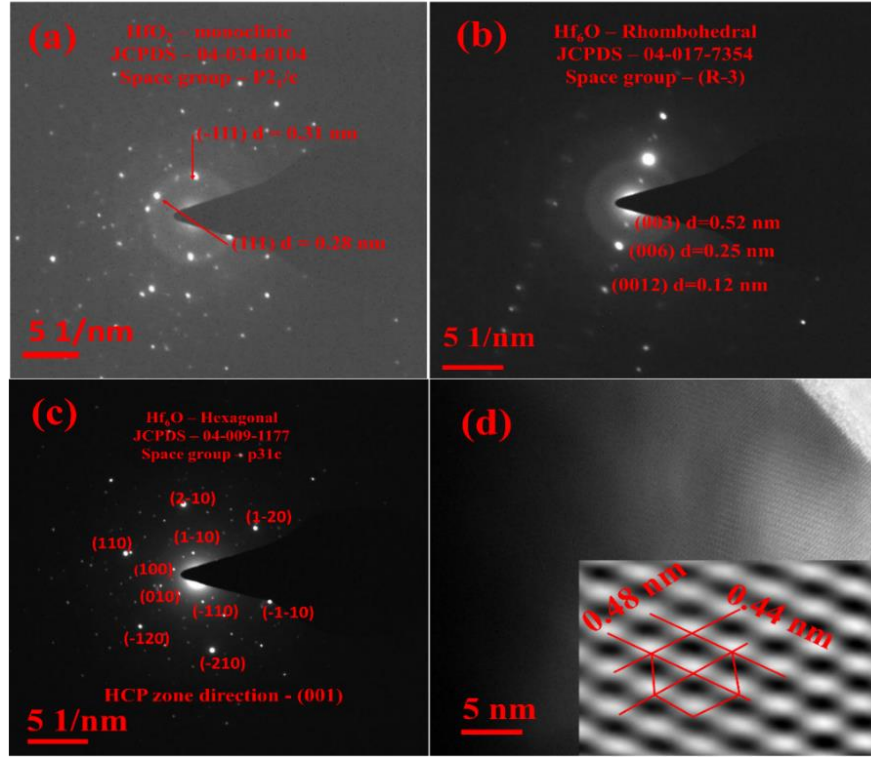 (a)
HfO₂ – monoclinic
JCPDS – 04-034-0104
Space group – P2₁/c
(-111) d = 0.31 nm
(111) d = 0.28 nm
5 1/nm
(b)
Hf₆O – Rhombohedral
JCPDS – 04-017-7354
Space group – (R-3)
(003) d=0.52 nm
(006) d=0.25 nm
(0012) d=0.12 nm
5 1/nm
(c)
Hf₆O – Hexagonal
JCPDS – 04-009-1177
Space group – p31c
(2-10)
(1-20)
(1-10)
(110)
(100)
(010)
(-110)
(-1-10)
(-120)
(-210)
HCP zone direction - (001)
5 1/nm
(d)
0.48 nm
0.44 nm
5 nm